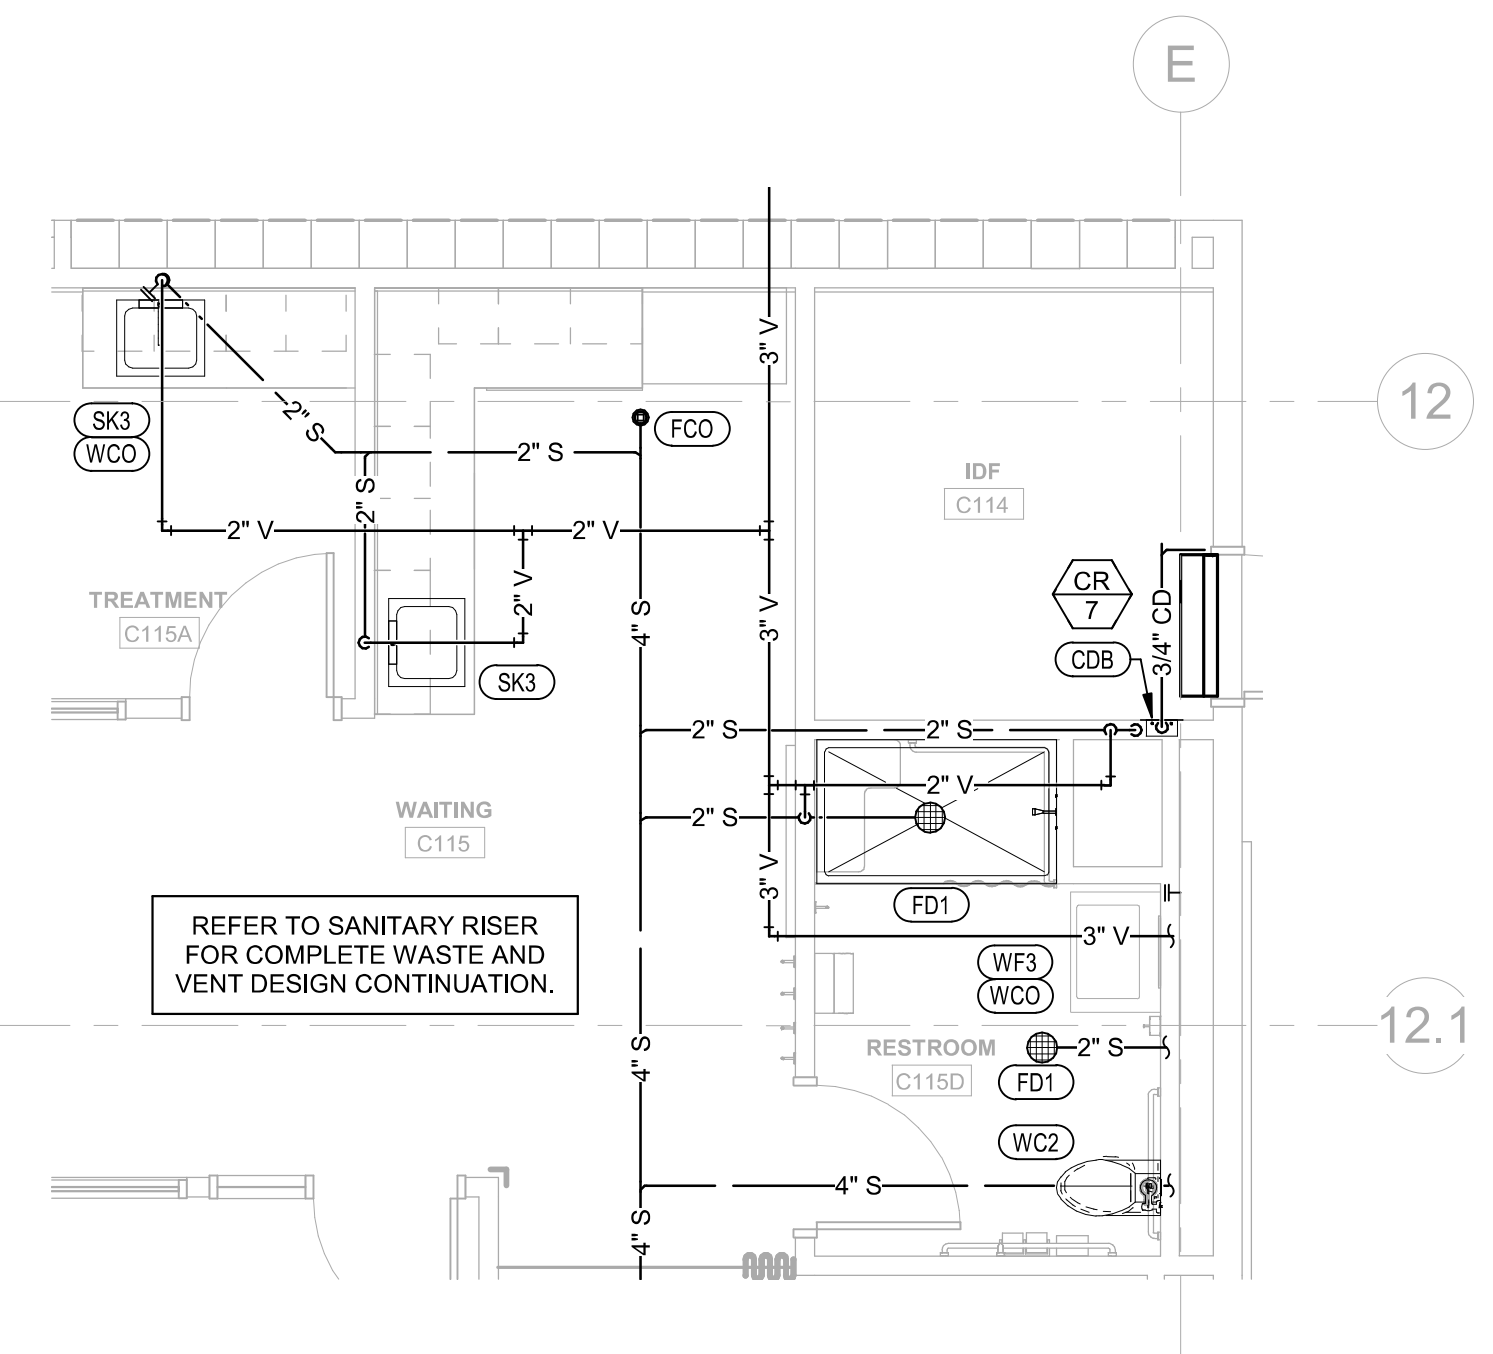 E
3" V
SK3
WCO
2" S
2" S
FCO
12
2" S
IDF
C114
2" V
2" V
2" V
TREATMENT
C115A
4" S
3" V
CR
7
3/4" CD
CDB
SK3
2" S
2" S
2" V
WAITING
C115
2" S
3" V
FD1
REFER TO SANITARY RISER
FOR COMPLETE WASTE AND
VENT DESIGN CONTINUATION.
3" V
WF3
WCO
12.1
4" S
RESTROOM
C115D
2" S
FD1
WC2
4" S
4" S